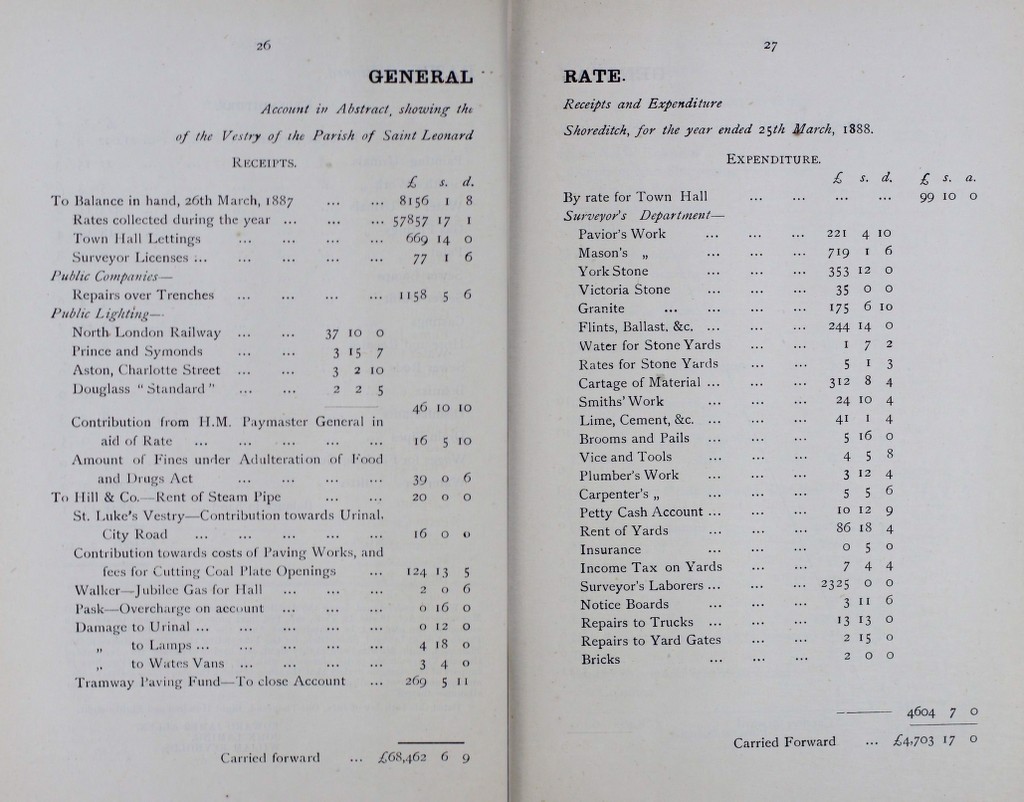 26
GENERAL
Account in Abstract, showing the
of the Vestry of the Parish of Saint Leonard
RECEIPTS.
£ s. d.
To Balance in hand, 26th March, 1887 ... ... 8156 1 8
Rates collected during the year ... ... ... 57857 17 1
Town Hall Lettings ... ... ... ... 669 14 0
Surveyor Licenses ... ... ... ... ... 77 1 6
Public Companies—
Repairs over Trenches ... ... ... ... 1158 5 6
Public Lighting—
North London Railway ... ... 37 10 0
Prince and Symonds ... ... 3 15 7
Aston, Charlotte Street ... ... 3 2 10
Douglass "Standard" ... ... 2 2 5
46 10 10
Contribution from H.M. Paymaster General in
aid of Rate ... ... ... ... ... 16 5 10
Amount of Fines under Adulteration of Food
and Drugs Act ... ... ... ... 39 0 6
To Hill & Co.—Rent of Steam Pipe ... ... 20 0 0
St. Luke's Vestry—Contribution towards Urinal,
City Road ... ... ... ... ... 16 0 0
Contribution towards costs of Paving Works, and
fees for Cutting Coal Plate Openings ... 124 13 5
Walker—Jubilee Gas for Hall ... ... ... 2 0 6
Pask—Overcharge on account ... ... ... 0 16 0
Damage to Urinal ... ... ... ... ... 0 12 0
„ to Lamps ... ... ... ... ... 4 18 0
„ to Wates Vans ... ... ... ... 3 4 0
Tramway Paving Fund—To close Account ... 269 5 11
Carried forward ... £68,462 6 9
27
RATE.
Receipts and Expenditure
Shoreditch, for the year ended 25th March, 1888.
EXPENDITURE.
£ s. d. £ s. a.
By rate for Town Hall ... ... ... ... 99 10 0
Surveyor's Department—
Pavior's Work ... ... ... 221 4 10
Mason's „ ... ... ... 719 1 6
York Stone ... ... ... 353 12 0
Victoria Stone ... ... ... 35 0 0
Granite ... ... ... ... 175 6 10
Flints, Ballast, &c. ... ... ... 244 14 0
Water for Stone Yards ... ... 1 7 2
Rates for Stone Yards ... ... 5 1 3
Cartage of Material ... ... ... 312 8 4
Smiths' Work ... ... ... 24 10 4
Lime, Cement, &c. ... ... ... 41 1 4
Brooms and Pails ... ... ... 5 16 0
Vice and Tools ... ... ... 4 5 8
Plumber's Work ... ... ... 3 12 4
Carpenter's „ ... ... ... 5 5 6
Petty Cash Account ... ... ... 10 12 9
Rent of Yards ... ... ... 86 18 4
Insurance ... ... ... 0 5 0
Income Tax on Yards ... ... 7 4 4
Surveyor's Laborers ... ... ... 2325 0 0
Notice Boards ... ... ... 3 11 6
Repairs to Trucks ... ... ... 13 13 0
Repairs to Yard Gates ... ... 2 15 0
Bricks ... ... ... 2 0 0
4604 7 0
Carried Forward ... £4,703 17 0